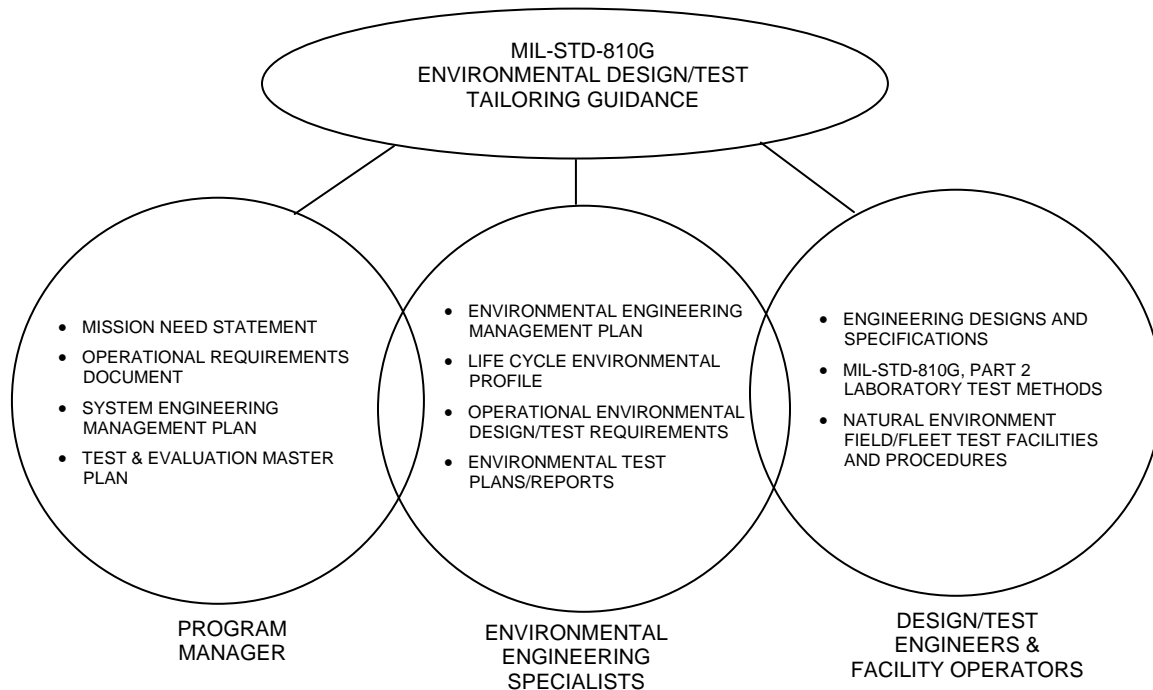 MIL-STD-810G
ENVIRONMENTAL DESIGN/TEST
TAILORING GUIDANCE
• MISSION NEED STATEMENT
• OPERATIONAL REQUIREMENTS
DOCUMENT
• SYSTEM ENGINEERING
MANAGEMENT PLAN
• TEST & EVALUATION MASTER
PLAN
• ENVIRONMENTAL ENGINEERING
MANAGEMENT PLAN
• LIFE CYCLE ENVIRONMENTAL
PROFILE
• OPERATIONAL ENVIRONMENTAL
DESIGN/TEST REQUIREMENTS
• ENVIRONMENTAL TEST
PLANS/REPORTS
• ENGINEERING DESIGNS AND
SPECIFICATIONS
• MIL-STD-810G, PART 2
LABORATORY TEST METHODS
• NATURAL ENVIRONMENT
FIELD/FLEET TEST FACILITIES
AND PROCEDURES
PROGRAM
MANAGER
ENVIRONMENTAL
ENGINEERING
SPECIALISTS
DESIGN/TEST
ENGINEERS &
FACILITY OPERATORS